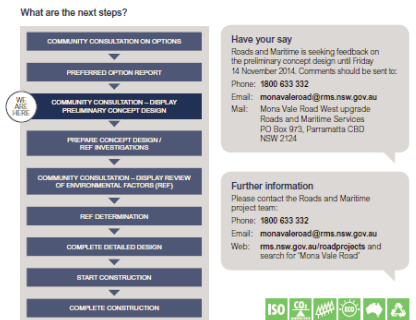 What are the next steps?
COMMUNITY CONSULTATION ON OPTIONS
PREFERRED OPTION REPORT
WE
ARE
HERE
COMMUNITY CONSULTATION – DISPLAY
PRELIMINARY CONCEPT DESIGN
PREPARE CONCEPT DESIGN /
REF INVESTIGATIONS
COMMUNITY CONSULTATION – DISPLAY REVIEW
OF ENVIRONMENTAL FACTORS (REF)
REF DETERMINATION
COMPLETE DETAILED DESIGN
START CONSTRUCTION
COMPLETE CONSTRUCTION
Have your say
Roads and Maritime is seeking feedback on
the preliminary concept design until Friday
14 November 2014. Comments should be sent to:
Phone: 1800 633 332
Email: monavaleroad@rms.nsw.gov.au
Mail: Mona Vale Road West upgrade
Roads and Maritime Services
PO Box 973, Parramatta CBD
NSW 2124
Further information
Please contact the Roads and Maritime
project team:
Phone: 1800 633 332
Email: monavaleroad@rms.nsw.gov.au
Web: rms.nsw.gov.au/roadprojects and
search for "Mona Vale Road"
ISO
CO₂
ECO